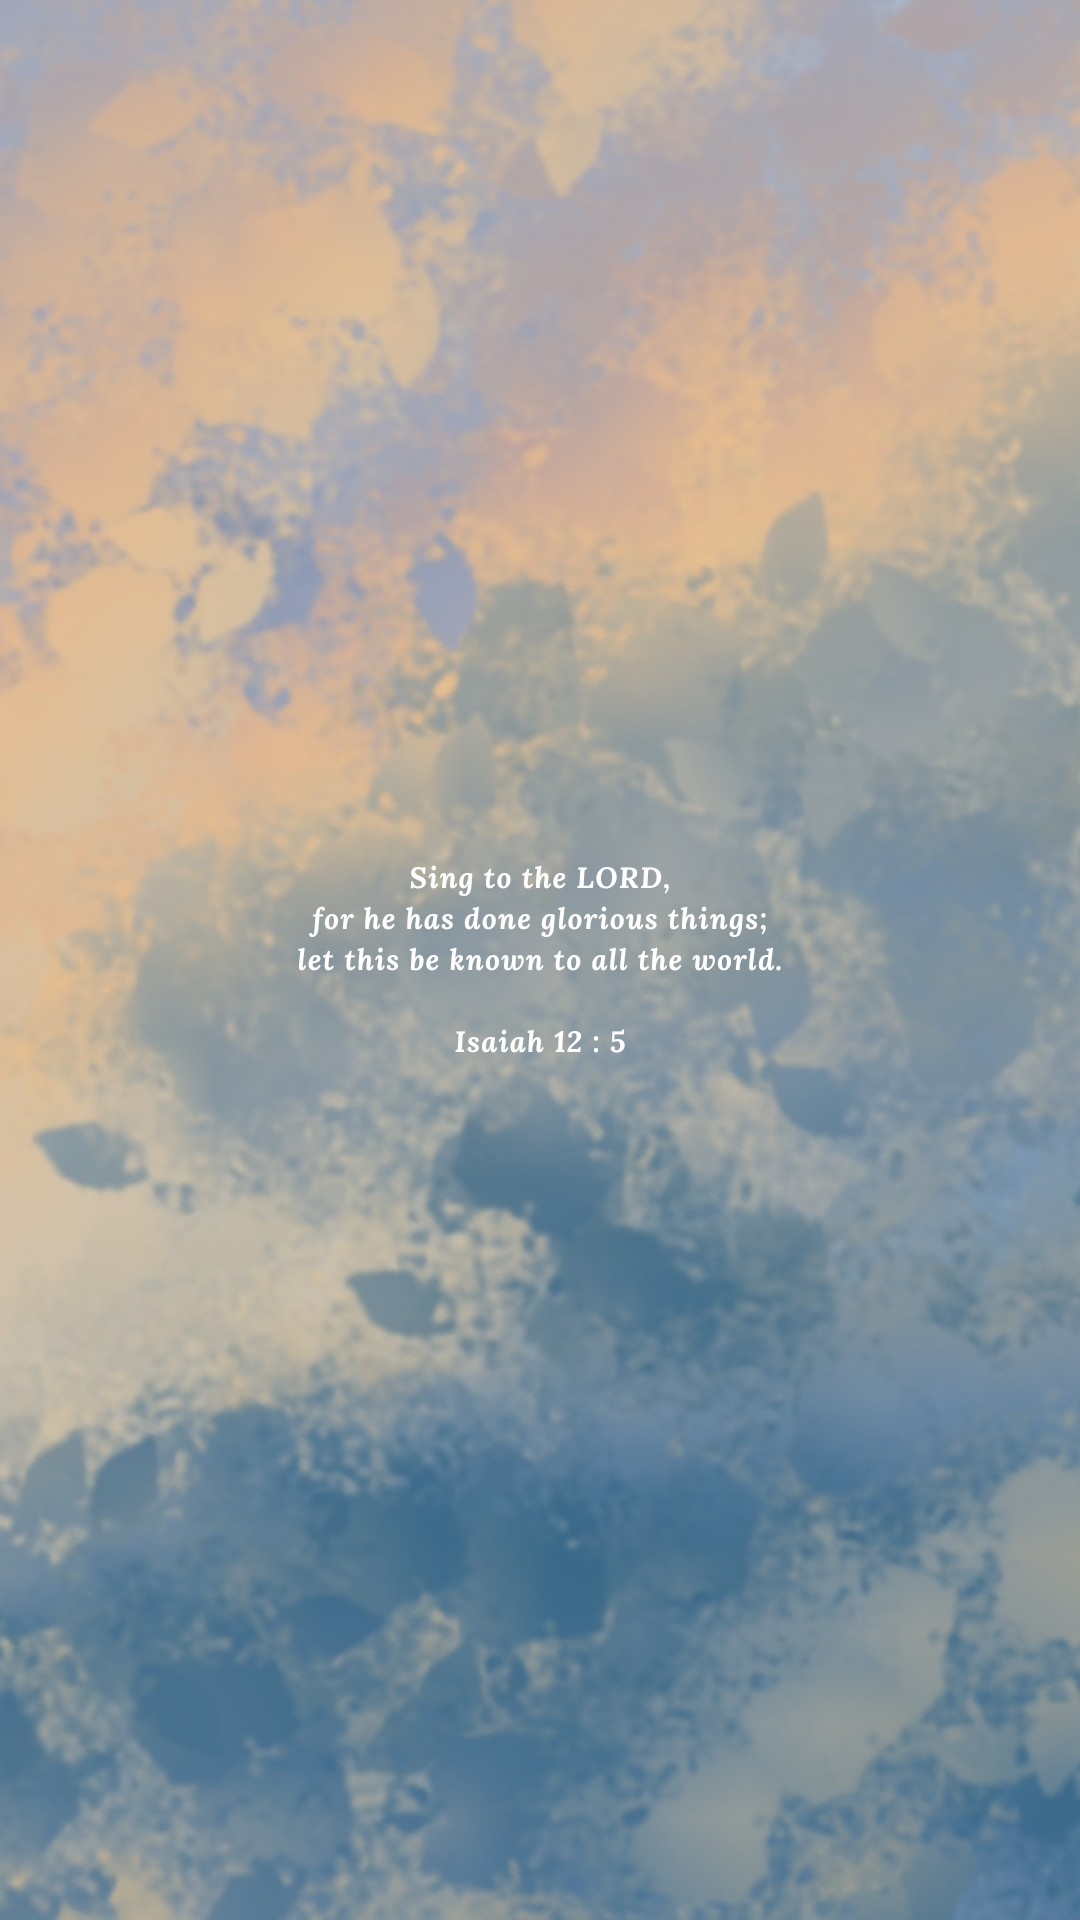 Sing to the LORD,
for he has done glorious things;
let this be known to all the world.
Isaiah 12 : 5